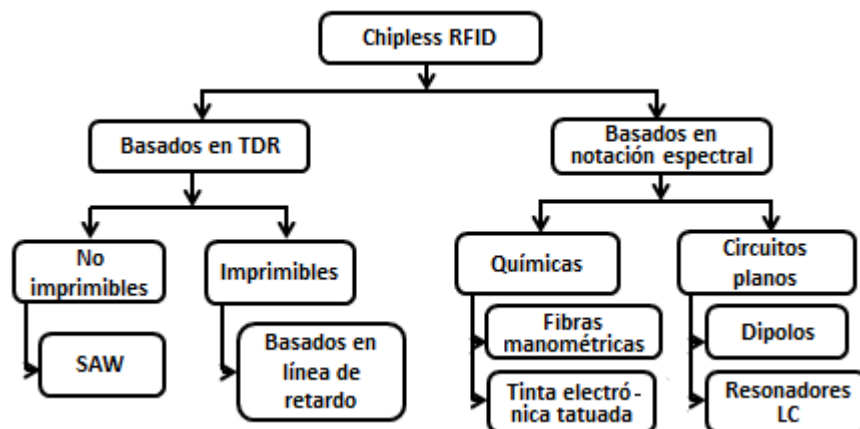 Chipless RFID
Basados en TDR
Basados en
notación espectral
No
imprimibles
Imprimibles
Químicas
Circuitos
planos
SAW
Basados en
línea de
retardo
Fibras
manométricas
Tinta electró-
nica tatuada
Dipolos
Resonadores
LC